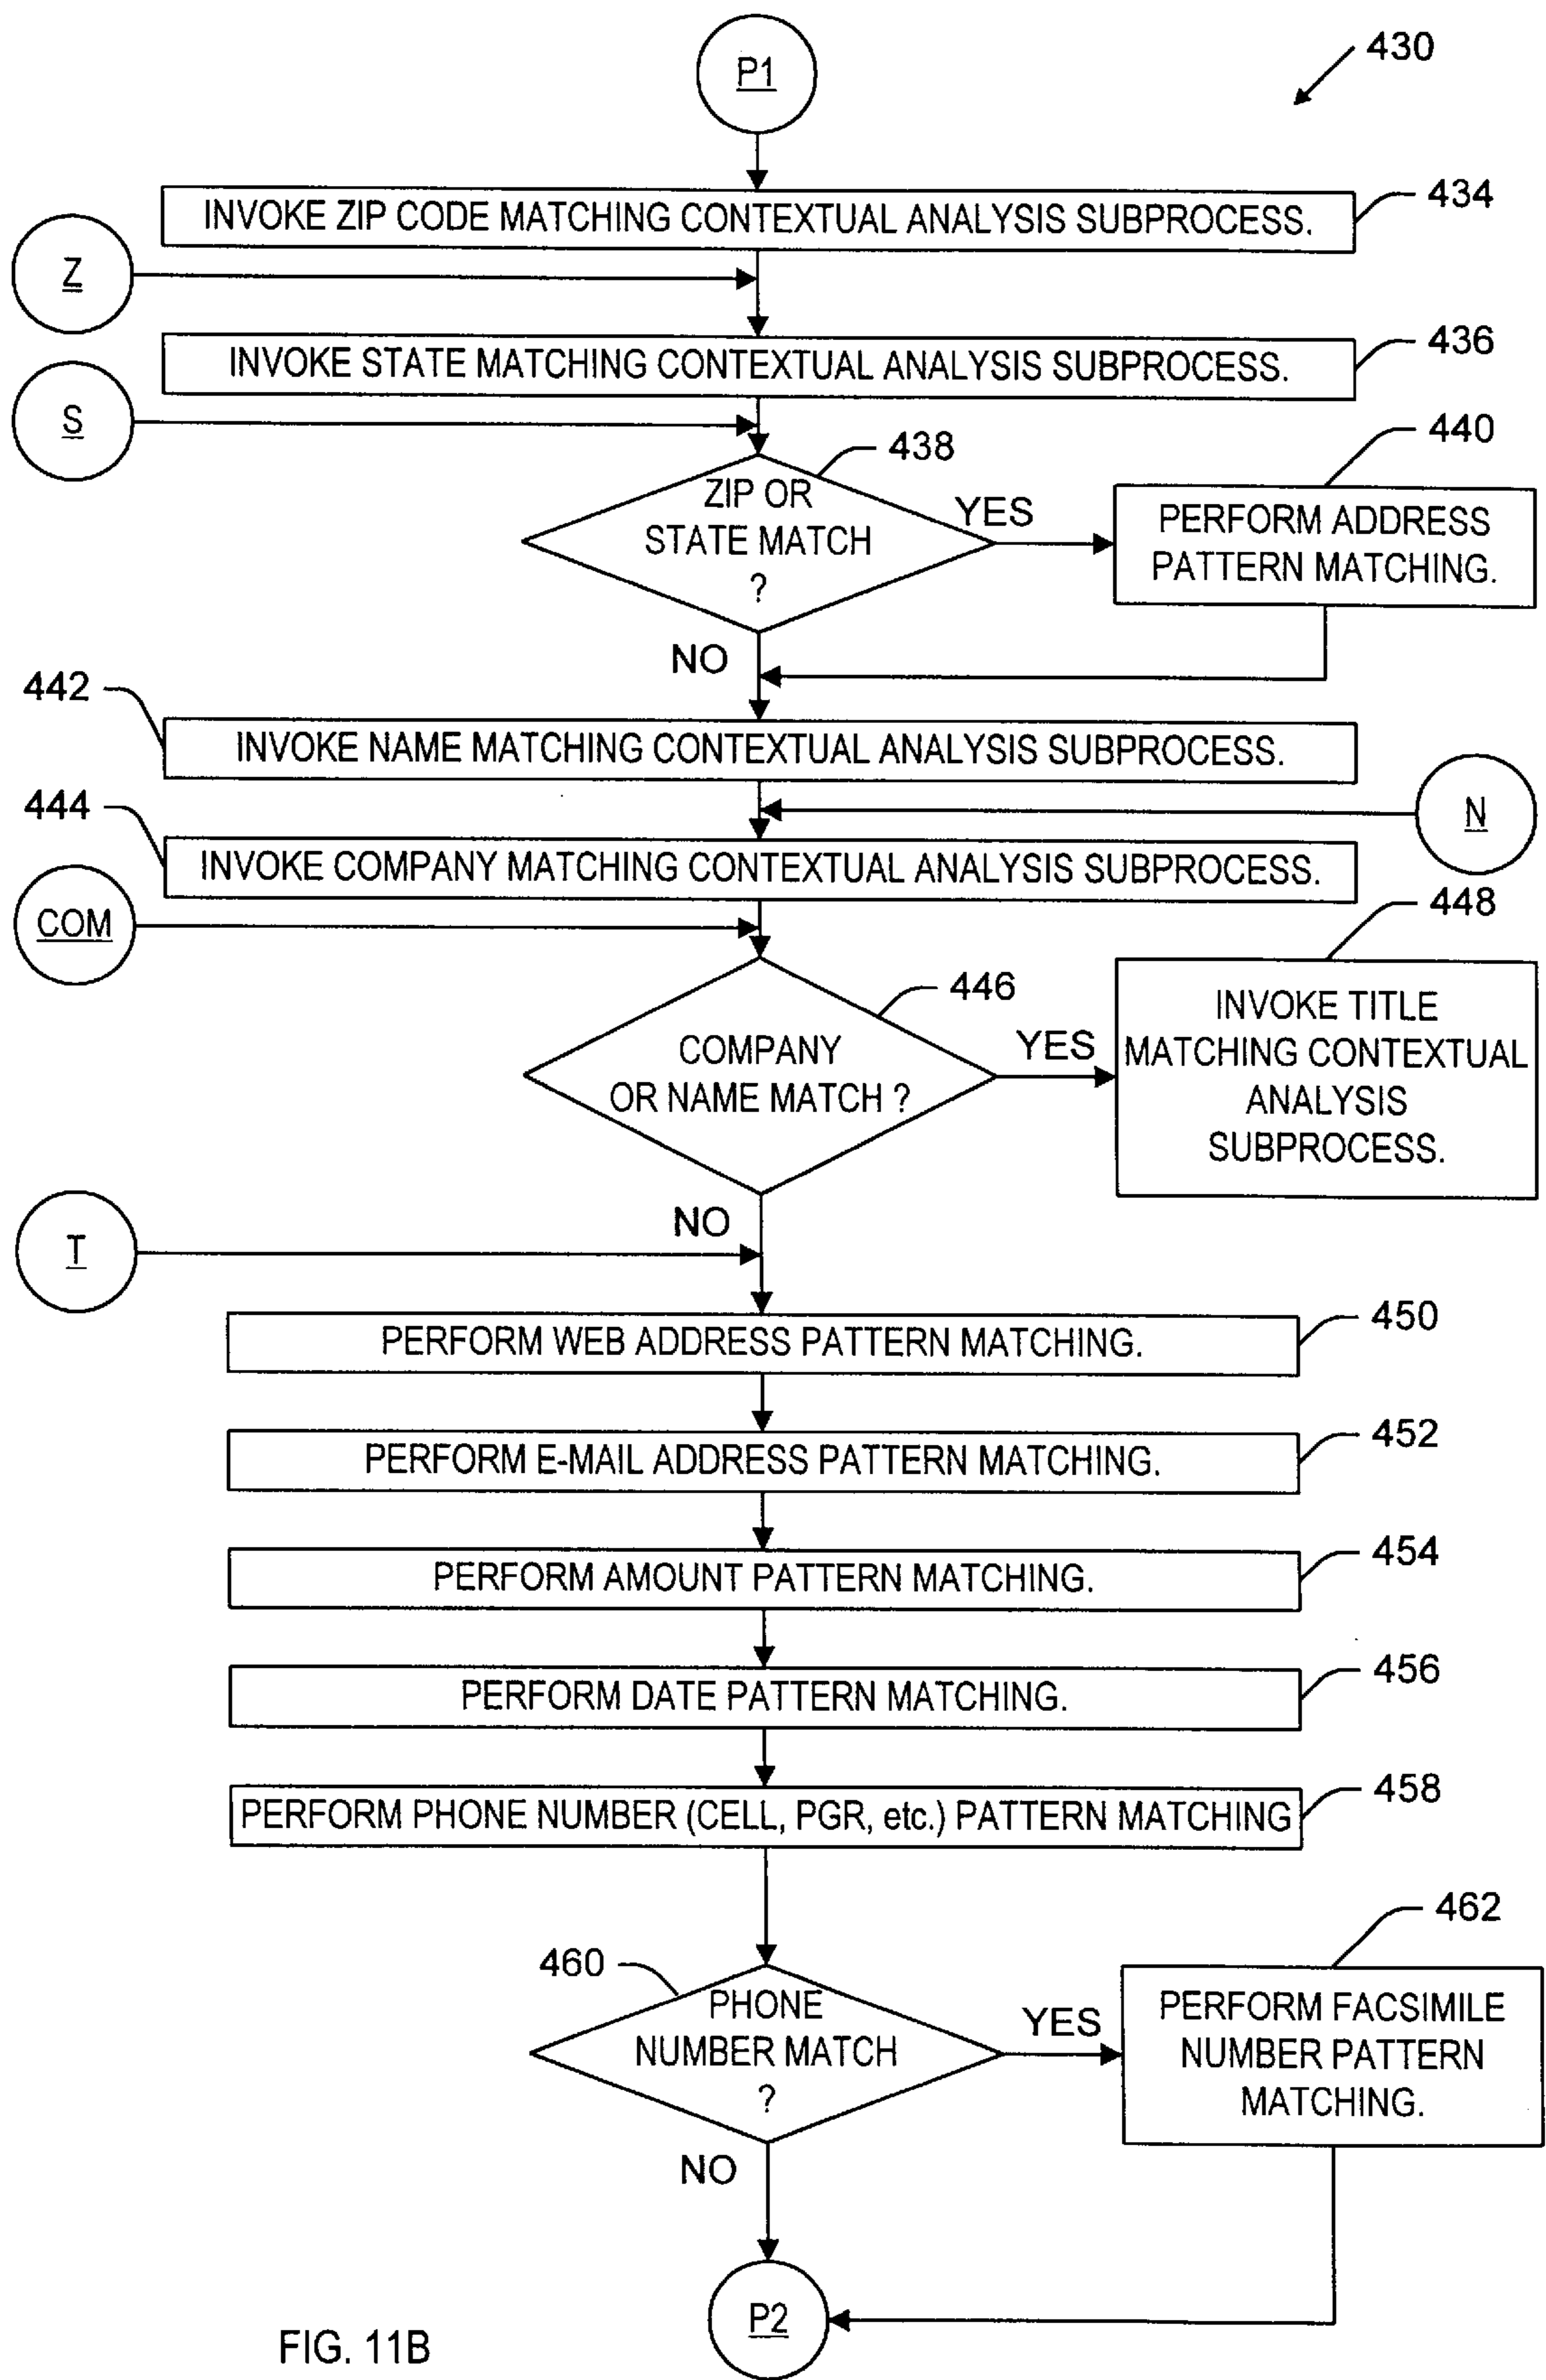 P1
430
INVOKE ZIP CODE MATCHING CONTEXTUAL ANALYSIS SUBPROCESS.
434
Z
INVOKE STATE MATCHING CONTEXTUAL ANALYSIS SUBPROCESS.
436
S
438
ZIP OR
STATE MATCH
?
YES
440
PERFORM ADDRESS
PATTERN MATCHING.
NO
442
INVOKE NAME MATCHING CONTEXTUAL ANALYSIS SUBPROCESS.
N
444
INVOKE COMPANY MATCHING CONTEXTUAL ANALYSIS SUBPROCESS.
COM
446
COMPANY
OR NAME MATCH ?
YES
448
INVOKE TITLE
MATCHING CONTEXTUAL
ANALYSIS
SUBPROCESS.
NO
T
PERFORM WEB ADDRESS PATTERN MATCHING.
450
PERFORM E-MAIL ADDRESS PATTERN MATCHING.
452
PERFORM AMOUNT PATTERN MATCHING.
454
PERFORM DATE PATTERN MATCHING.
456
PERFORM PHONE NUMBER (CELL, PGR, etc.) PATTERN MATCHING
458
460
PHONE
NUMBER MATCH
?
YES
462
PERFORM FACSIMILE
NUMBER PATTERN
MATCHING.
NO
P2
FIG. 11B